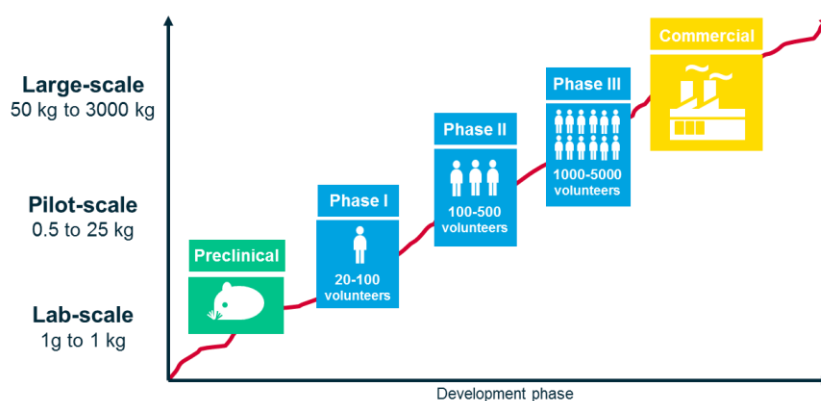 Large-scale
50 kg to 3000 kg
Pilot-scale
0.5 to 25 kg
Lab-scale
1g to 1 kg
Preclinical
Phase I
20-100
volunteers
Phase II
100-500
volunteers
Phase III
1000-5000
volunteers
Commercial
Development phase